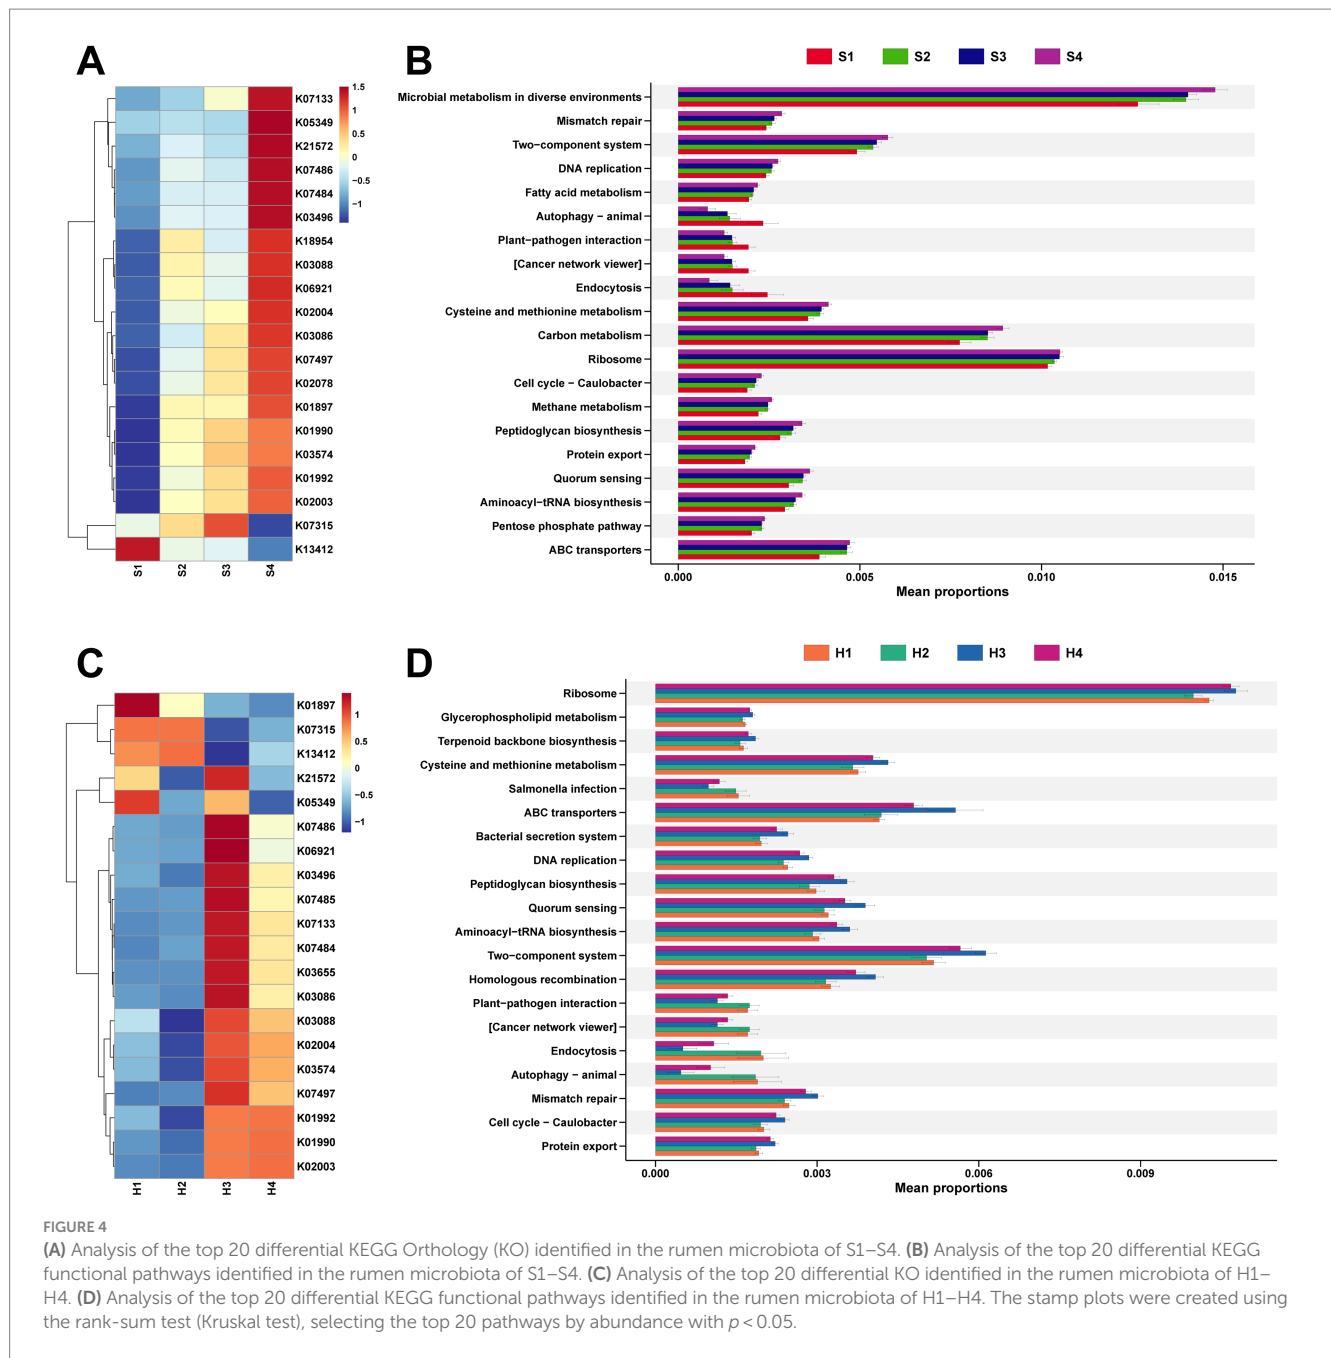 A
K07133
K05349
K21572
K07486
K07484
K03496
K18954
K03088
K06921
K02004
K03086
K07497
K02078
K01897
K01990
K03574
K01992
K02003
K07315
K13412
S1 S2 S3 S4
1.5
1
0.5
0
−0.5
−1
B
S1 S2 S3 S4
Microbial metabolism in diverse environments
Mismatch repair
Two−component system
DNA replication
Fatty acid metabolism
Autophagy − animal
Plant−pathogen interaction
[Cancer network viewer]
Endocytosis
Cysteine and methionine metabolism
Carbon metabolism
Ribosome
Cell cycle − Caulobacter
Methane metabolism
Peptidoglycan biosynthesis
Protein export
Quorum sensing
Aminoacyl−tRNA biosynthesis
Pentose phosphate pathway
ABC transporters
0.000 0.005 0.010 0.015
Mean proportions
C
K01897
K07315
K13412
K21572
K05349
K07486
K06921
K03496
K07485
K07133
K07484
K03655
K03086
K03088
K02004
K03574
K07497
K01992
K01990
K02003
H1 H2 H3 H4
1
0.5
0
−0.5
−1
D
H1 H2 H3 H4
Ribosome
Glycerophospholipid metabolism
Terpenoid backbone biosynthesis
Cysteine and methionine metabolism
Salmonella infection
ABC transporters
Bacterial secretion system
DNA replication
Peptidoglycan biosynthesis
Quorum sensing
Aminoacyl−tRNA biosynthesis
Two−component system
Homologous recombination
Plant−pathogen interaction
[Cancer network viewer]
Endocytosis
Autophagy − animal
Mismatch repair
Cell cycle − Caulobacter
Protein export
0.000 0.003 0.006 0.009
Mean proportions
FIGURE 4
(A) Analysis of the top 20 differential KEGG Orthology (KO) identified in the rumen microbiota of S1–S4. (B) Analysis of the top 20 differential KEGG
functional pathways identified in the rumen microbiota of S1–S4. (C) Analysis of the top 20 differential KO identified in the rumen microbiota of H1–
H4. (D) Analysis of the top 20 differential KEGG functional pathways identified in the rumen microbiota of H1–H4. The stamp plots were created using
the rank-sum test (Kruskal test), selecting the top 20 pathways by abundance with p < 0.05.